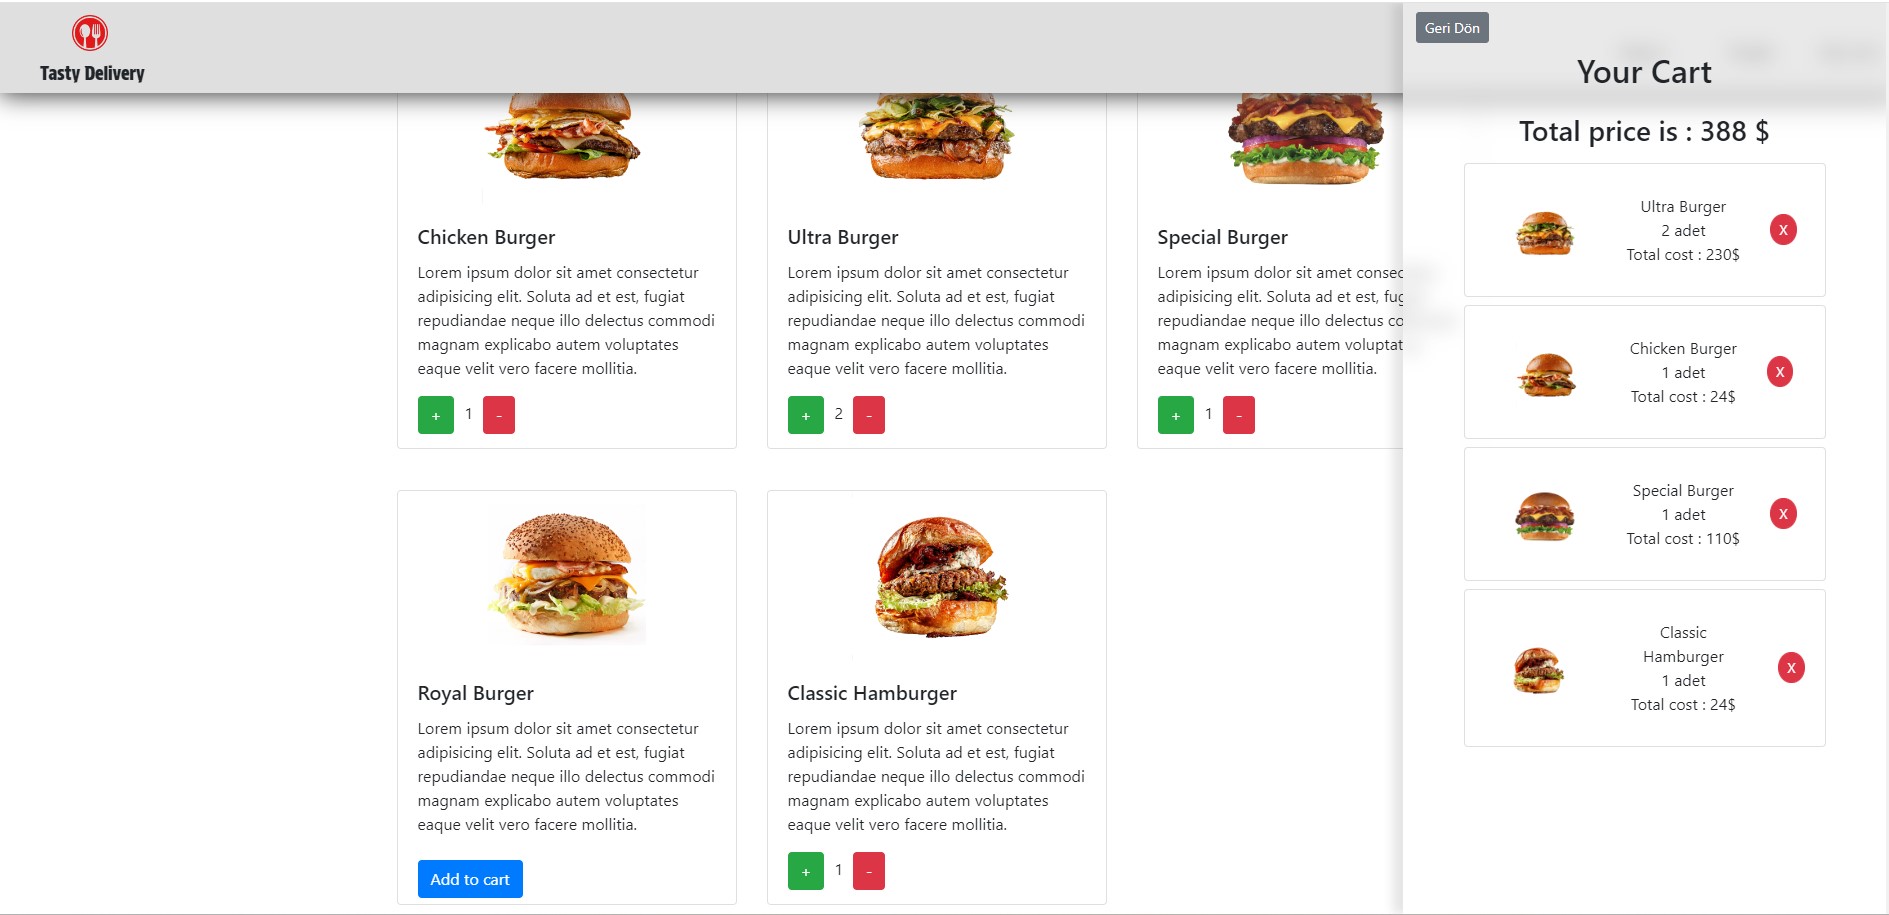 Tasty Delivery
Chicken Burger
Lorem ipsum dolor sit amet consectetur
adipisicing elit. Soluta ad et est, fugiat
repudiandae neque illo delectus commodi
magnam explicabo autem voluptates
eaque velit vero facere mollitia.
+ 1 -
Ultra Burger
Lorem ipsum dolor sit amet consectetur
adipisicing elit. Soluta ad et est, fugiat
repudiandae neque illo delectus commodi
magnam explicabo autem voluptates
eaque velit vero facere mollitia.
+ 2 -
Special Burger
Lorem ipsum dolor sit amet consec
adipisicing elit. Soluta ad et est, fug
repudiandae neque illo delectus co
magnam explicabo autem voluptat
eaque velit vero facere mollitia.
+ 1 -
Royal Burger
Lorem ipsum dolor sit amet consectetur
adipisicing elit. Soluta ad et est, fugiat
repudiandae neque illo delectus commodi
magnam explicabo autem voluptates
eaque velit vero facere mollitia.
Add to cart
Classic Hamburger
Lorem ipsum dolor sit amet consectetur
adipisicing elit. Soluta ad et est, fugiat
repudiandae neque illo delectus commodi
magnam explicabo autem voluptates
eaque velit vero facere mollitia.
+ 1 -
Geri Dön
Your Cart
Total price is : 388 $
Ultra Burger
2 adet
Total cost : 230$
X
Chicken Burger
1 adet
Total cost : 24$
X
Special Burger
1 adet
Total cost : 110$
X
Classic
Hamburger
1 adet
Total cost : 24$
X